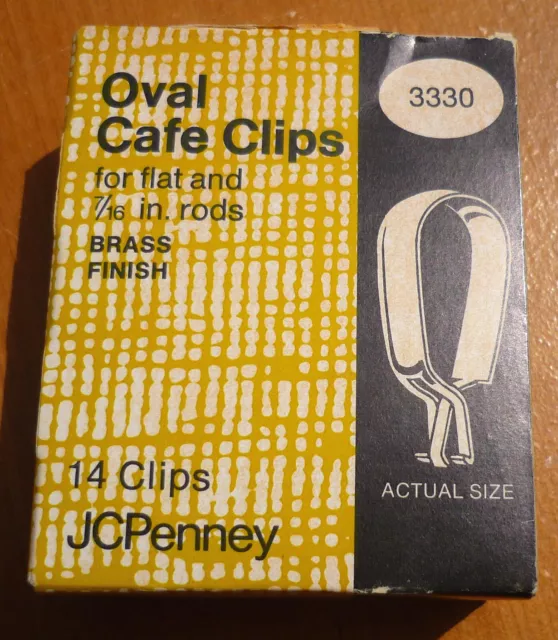 Oval
Cafe Clips
for flat and
7/16 in. rods
BRASS
FINISH
14 Clips
JCPenney
3330
ACTUAL SIZE